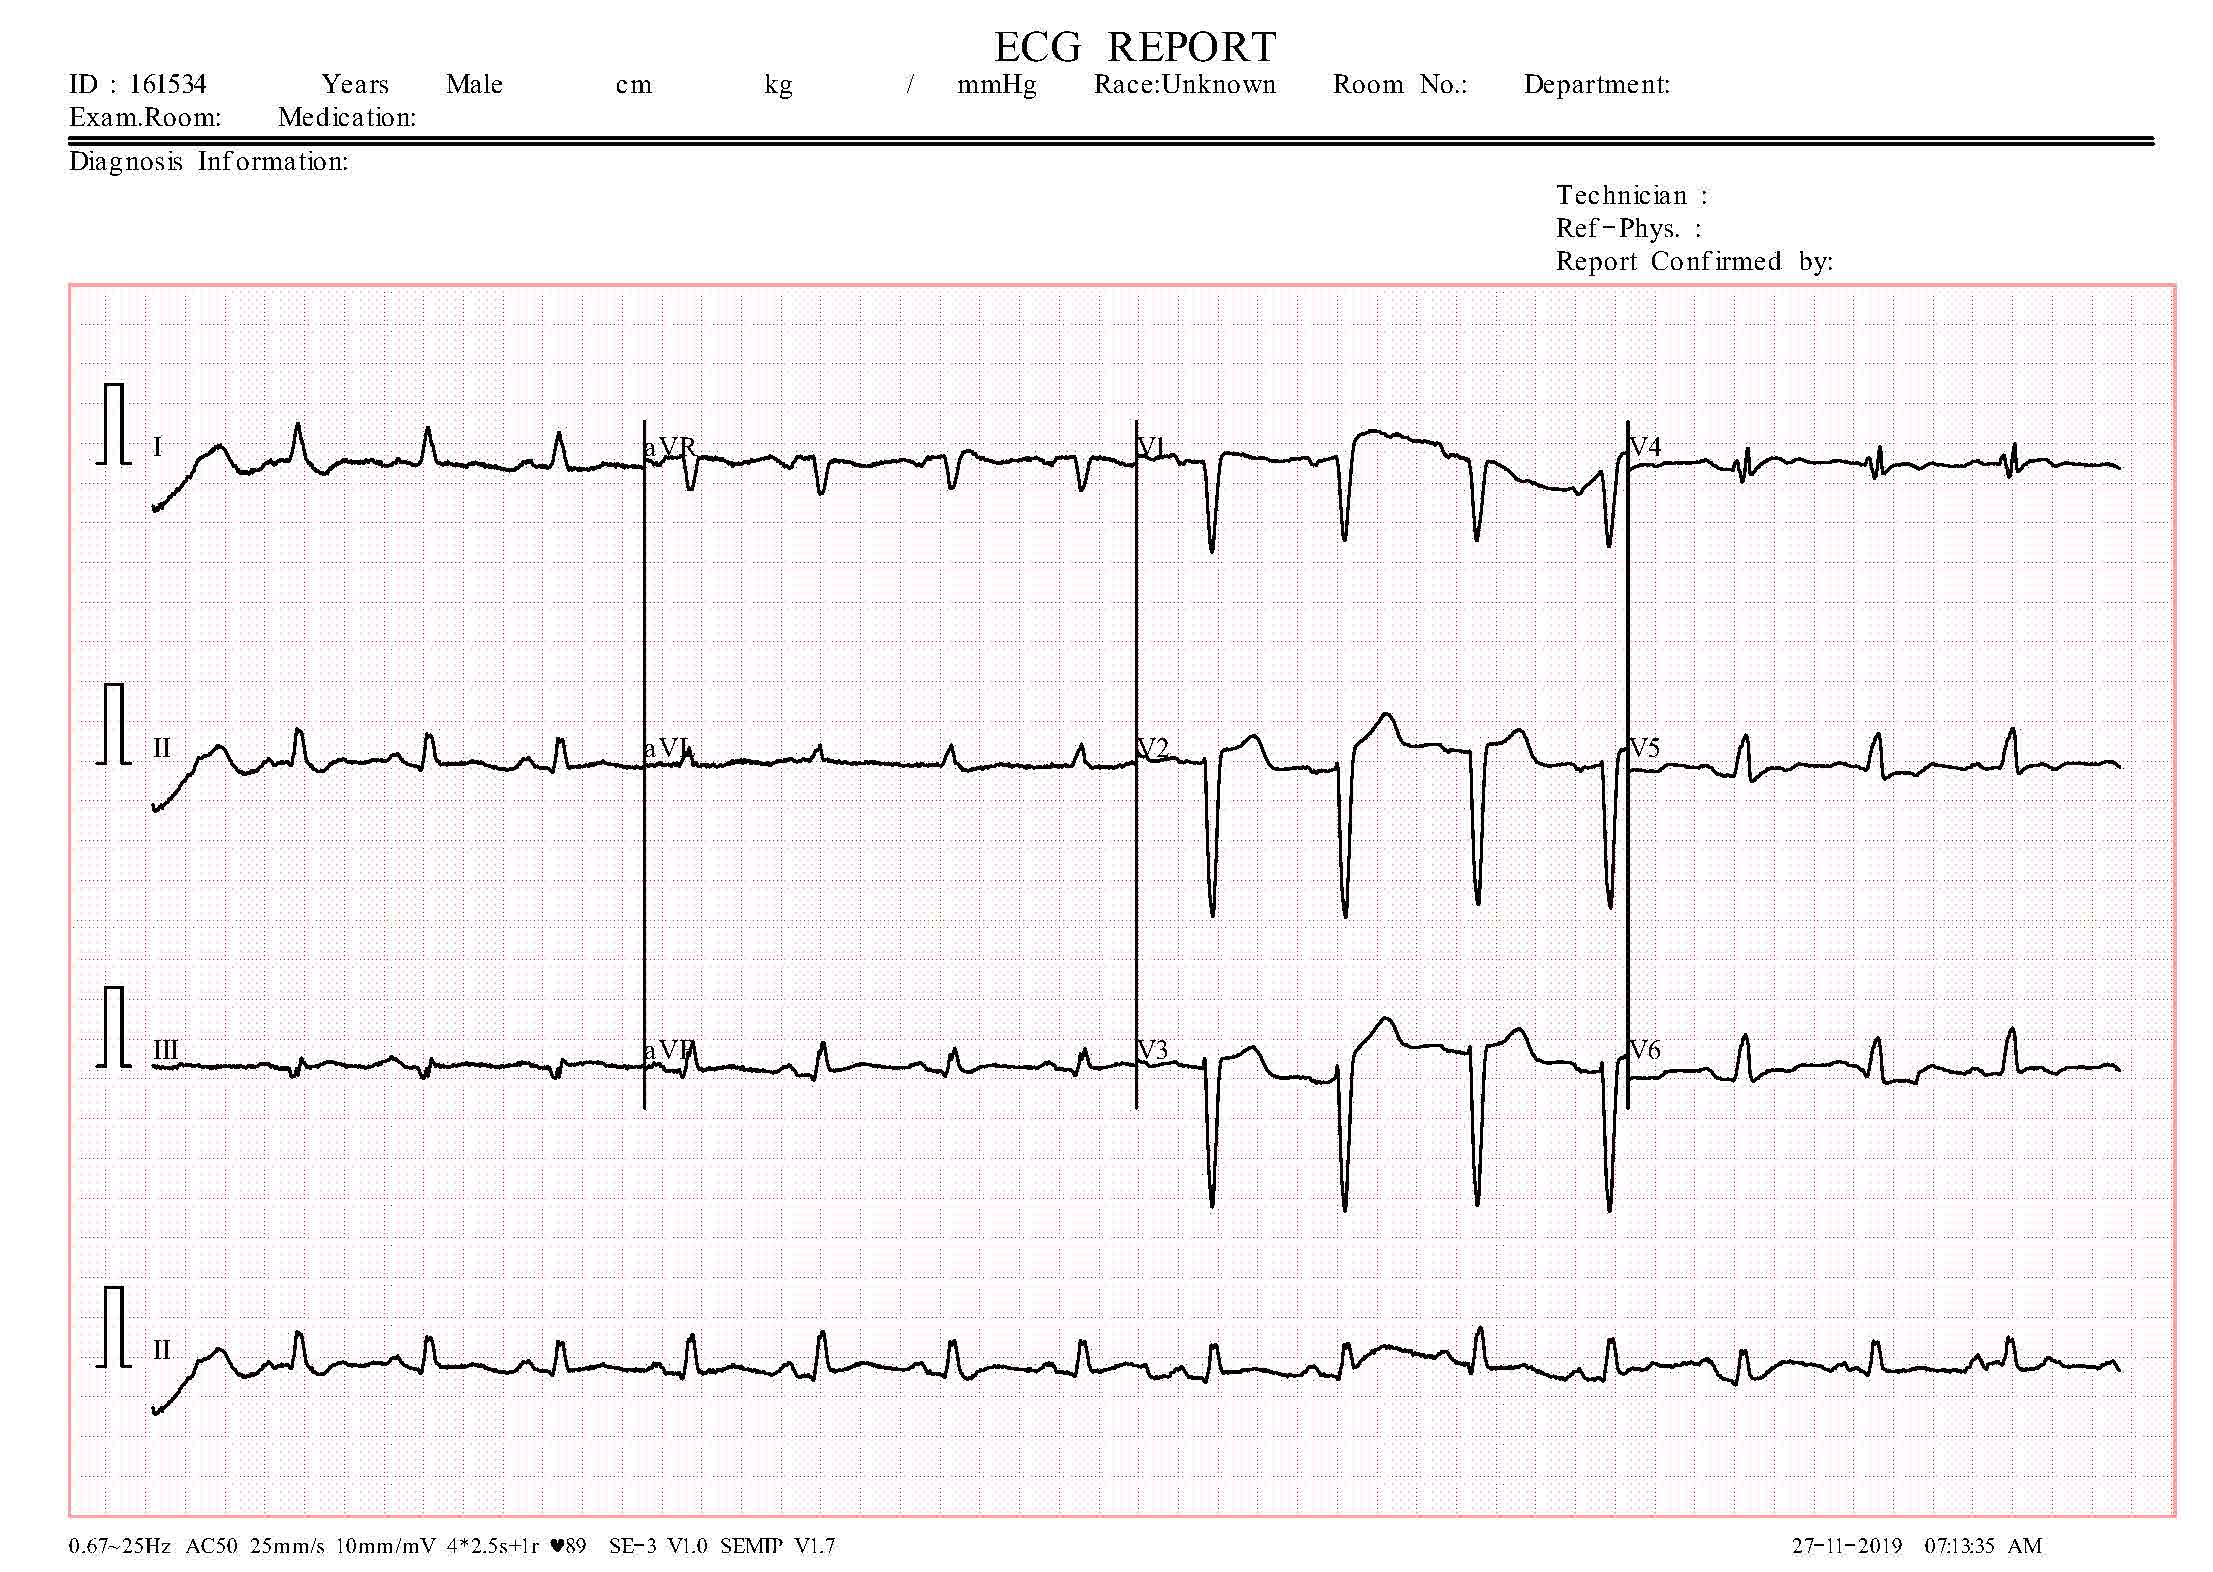 ECG REPORT
ID : 161534 Years Male cm kg / mmHg Race:Unknown Room No.: Department:
Exam.Room: Medication:
Diagnosis Information:
Technician :
Ref-Phys. :
Report Confirmed by:
I aVR V1 V4
II aVL V2 V5
III aVF V3 V6
II
0.67~25Hz AC50 25mm/s 10mm/mV 4*2.5s+1r ♥89 SE-3 V1.0 SEMIP V1.7 27-11-2019 07:13:35 AM